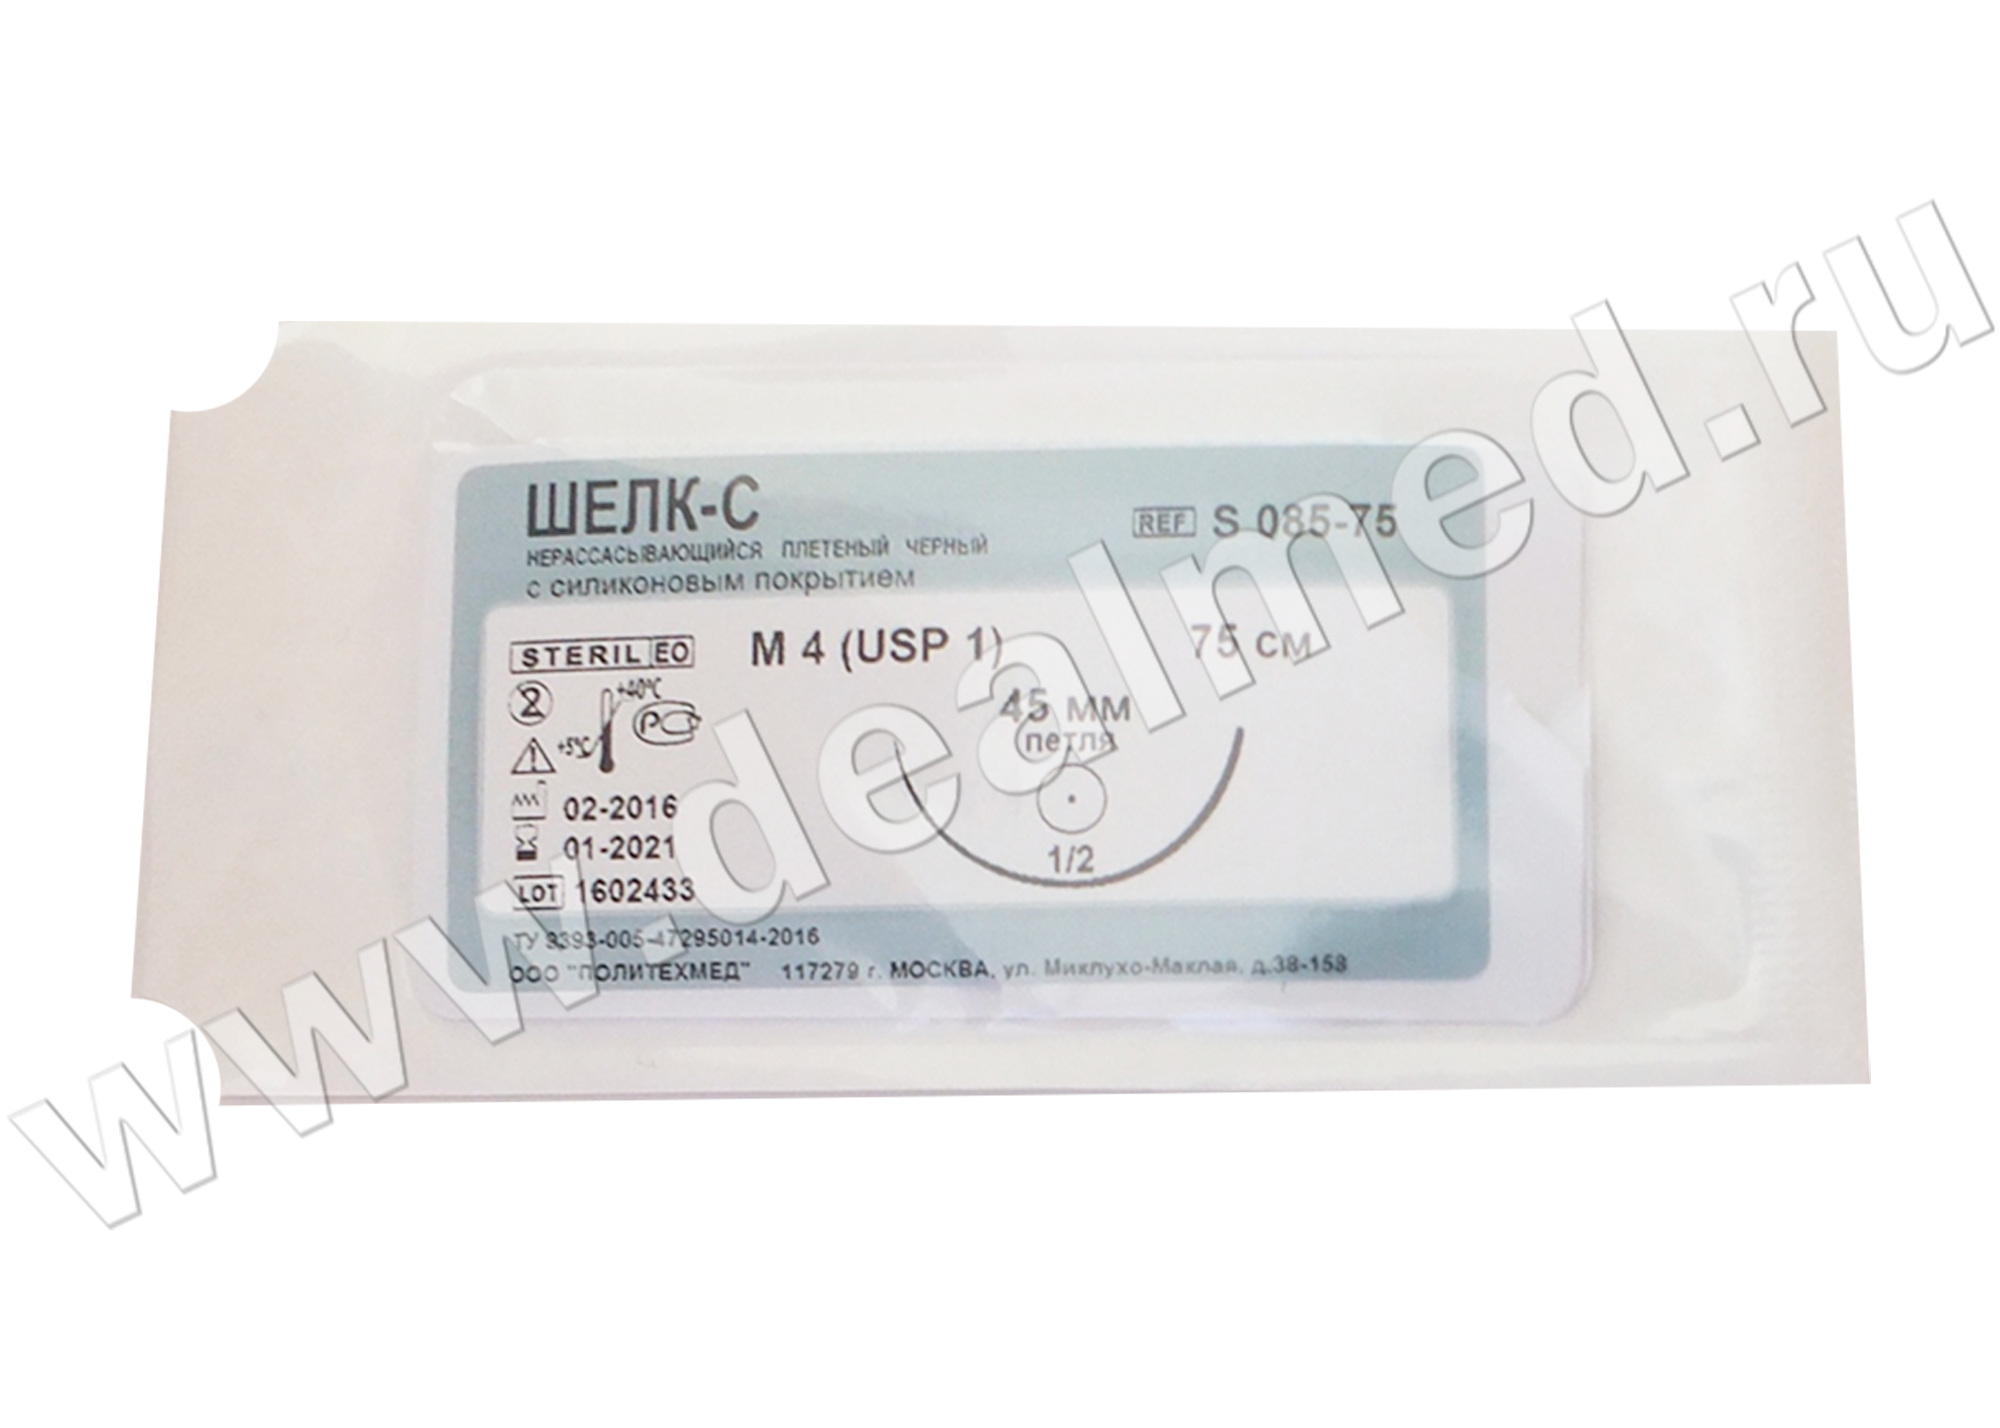 ШЕЛК-С
НЕРАССАСЫВАЮЩИЙСЯ ПЛЕТЕНЫЙ ЧЕРНЫЙ
С СИЛИКОНОВЫМ ПОКРЫТИЕМ
REF S 085-75
STERIL EO M 4 (USP 1) 75 см
2 +40°C
+5°C
45 мм
петля
02-2016
01-2021
1/2
LOT 1602433
ТУ 9393-005-47295014-2016
ООО "ПОЛИТЕХМЕД" 117279 г. МОСКВА, ул. Миклухо-Маклая, д.38-158
www.dealmed.ru